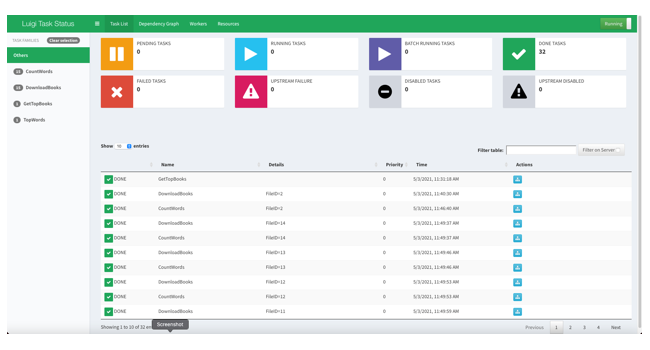 Luigi Task Status
Task List
Dependency Graph
Workers
Resources
Running
TASK FAMILIES
Clear selection
Others
CountWords
DownloadBooks
GetTopBooks
TopWords
PENDING TASKS
0
RUNNING TASKS
0
BATCH RUNNING TASKS
0
DONE TASKS
32
FAILED TASKS
0
UPSTREAM FAILURE
0
DISABLED TASKS
0
UPSTREAM DISABLED
0
Show 10 entries
Filter table:
Filter on Server
Name Details Priority Time Actions
DONE GetTopBooks 0 5/3/2021, 11:31:18 AM
DONE DownloadBooks FileID=2 0 5/3/2021, 11:40:30 AM
DONE CountWords FileID=2 0 5/3/2021, 11:46:40 AM
DONE DownloadBooks FileID=14 0 5/3/2021, 11:49:37 AM
DONE CountWords FileID=14 0 5/3/2021, 11:49:37 AM
DONE DownloadBooks FileID=13 0 5/3/2021, 11:49:46 AM
DONE CountWords FileID=13 0 5/3/2021, 11:49:46 AM
DONE DownloadBooks FileID=12 0 5/3/2021, 11:49:53 AM
DONE CountWords FileID=12 0 5/3/2021, 11:49:53 AM
DONE DownloadBooks FileID=11 0 5/3/2021, 11:49:59 AM
Showing 1 to 10 of 32
Screenshot
Previous 1 2 3 4 Next